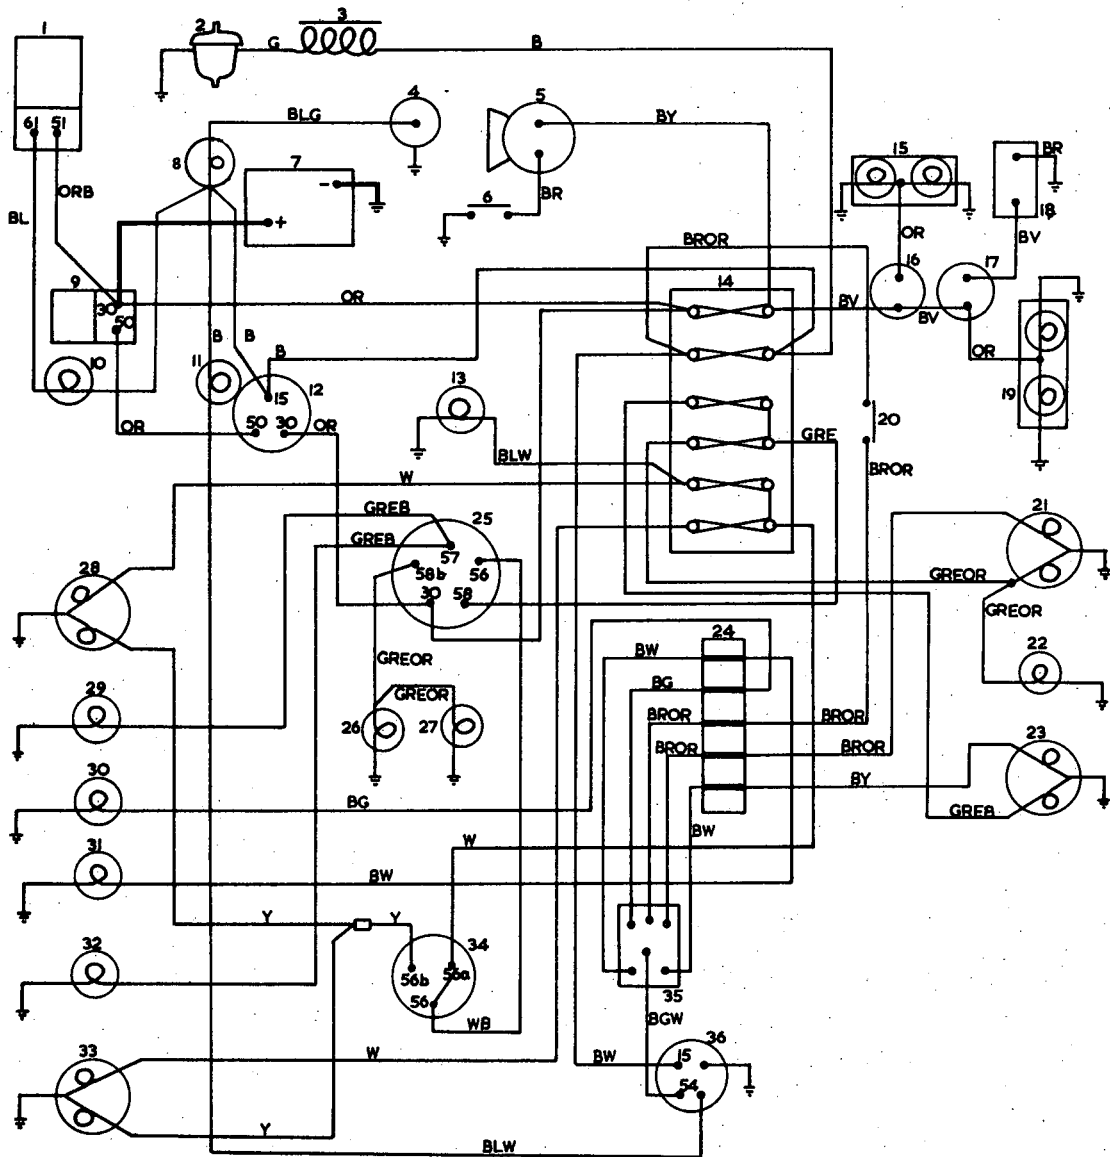 1
2
3
G
B
4
5
BLG
BY
61 51
8
7
- +
ORB
BL
6
BR
15
BR
18
OR
BV
16
17
BROR
9
30
50
OR
14
BV
BV
OR
19
B B
B
10
11
15
12
50 30
OR
OR
13
BLW
GRE
20
BROR
W
GREB
25
GREB
57
58b
56
30
58
21
GREOR
GREOR
22
28
GREOR
GREOR
BW
24
BG
29
26
27
BROR
BROR
BROR
BROR
23
30
BG
BY
GREB
BW
31
W
BW
Y
Y
32
34
56b
56a
56
35
WB
BGW
33
W
BW
36
15
54
Y
BLW